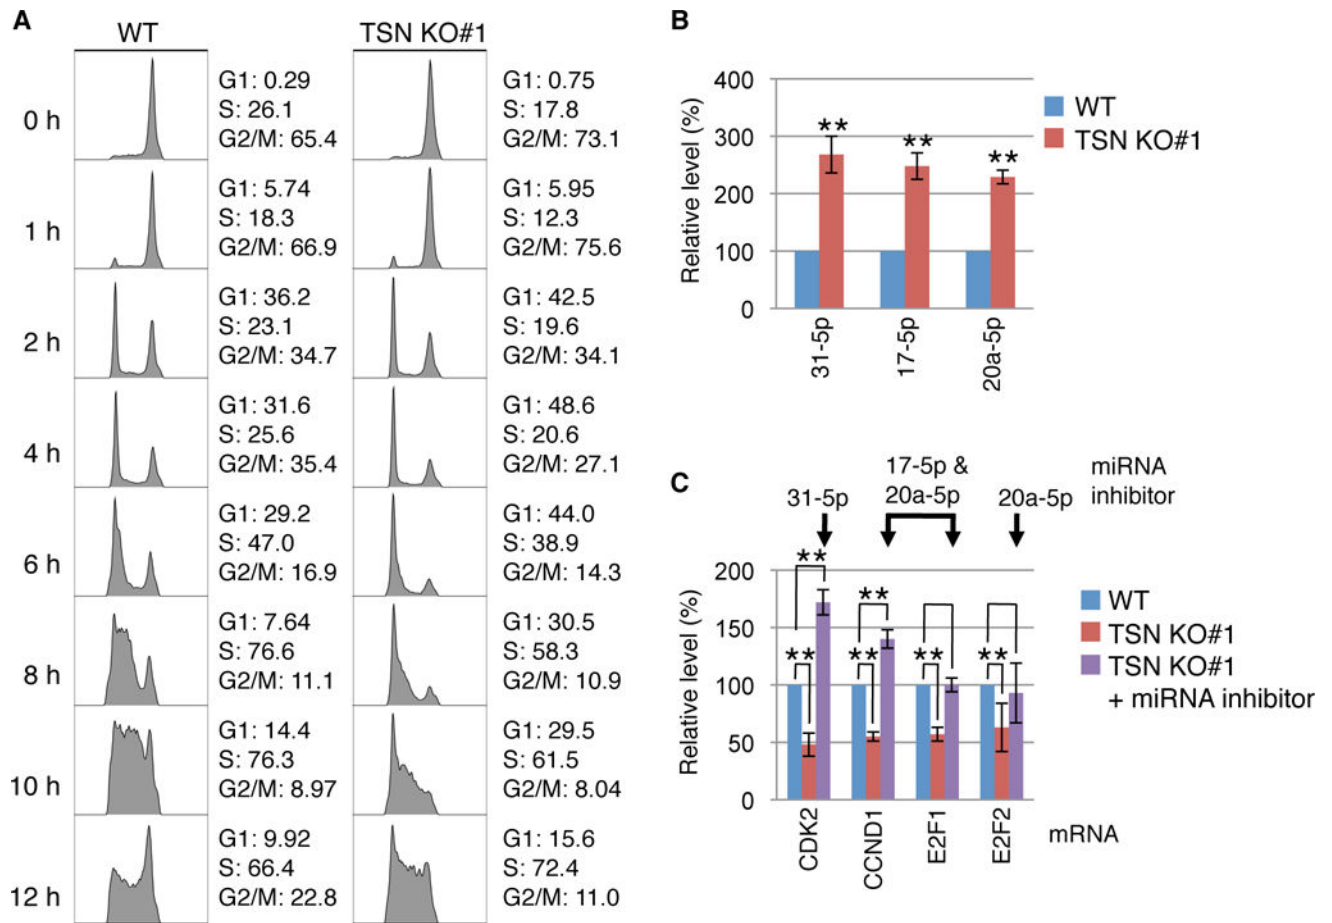 A
WT
TSN KO#1
0 h
G1: 0.29
S: 26.1
G2/M: 65.4
G1: 0.75
S: 17.8
G2/M: 73.1
1 h
G1: 5.74
S: 18.3
G2/M: 66.9
G1: 5.95
S: 12.3
G2/M: 75.6
2 h
G1: 36.2
S: 23.1
G2/M: 34.7
G1: 42.5
S: 19.6
G2/M: 34.1
4 h
G1: 31.6
S: 25.6
G2/M: 35.4
G1: 48.6
S: 20.6
G2/M: 27.1
6 h
G1: 29.2
S: 47.0
G2/M: 16.9
G1: 44.0
S: 38.9
G2/M: 14.3
8 h
G1: 7.64
S: 76.6
G2/M: 11.1
G1: 30.5
S: 58.3
G2/M: 10.9
10 h
G1: 14.4
S: 76.3
G2/M: 8.97
G1: 29.5
S: 61.5
G2/M: 8.04
12 h
G1: 9.92
S: 66.4
G2/M: 22.8
G1: 15.6
S: 72.4
G2/M: 11.0
B
Relative level (%)
400
300
200
100
0
**
**
**
31-5p
17-5p
20a-5p
WT
TSN KO#1
C
31-5p
17-5p &
20a-5p
20a-5p
miRNA
inhibitor
Relative level (%)
200
150
100
50
0
**
**
**
**
**
**
CDK2
CCND1
E2F1
E2F2
mRNA
WT
TSN KO#1
TSN KO#1
+ miRNA inhibitor